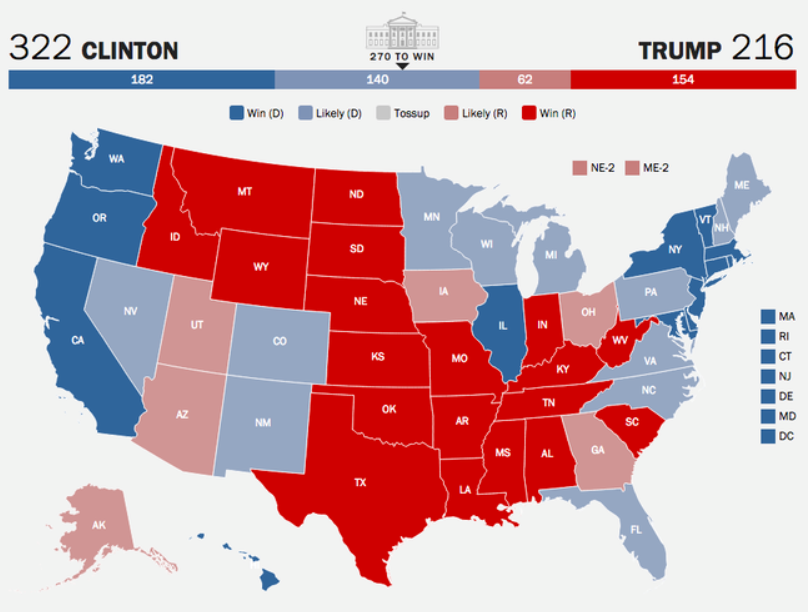 322 CLINTON
270 TO WIN
TRUMP 216
182
140
62
154
Win (D)
Likely (D)
Tossup
Likely (R)
Win (R)
NE-2
ME-2
WA
MT
ND
MN
ME
OR
ID
SD
WI
MI
NY
VT
NH
WY
NV
UT
CO
NE
IA
IL
IN
OH
PA
CA
KS
MO
KY
WV
VA
MA
RI
CT
NJ
DE
MD
DC
AZ
NM
OK
AR
TN
NC
SC
TX
LA
MS
AL
GA
AK
FL